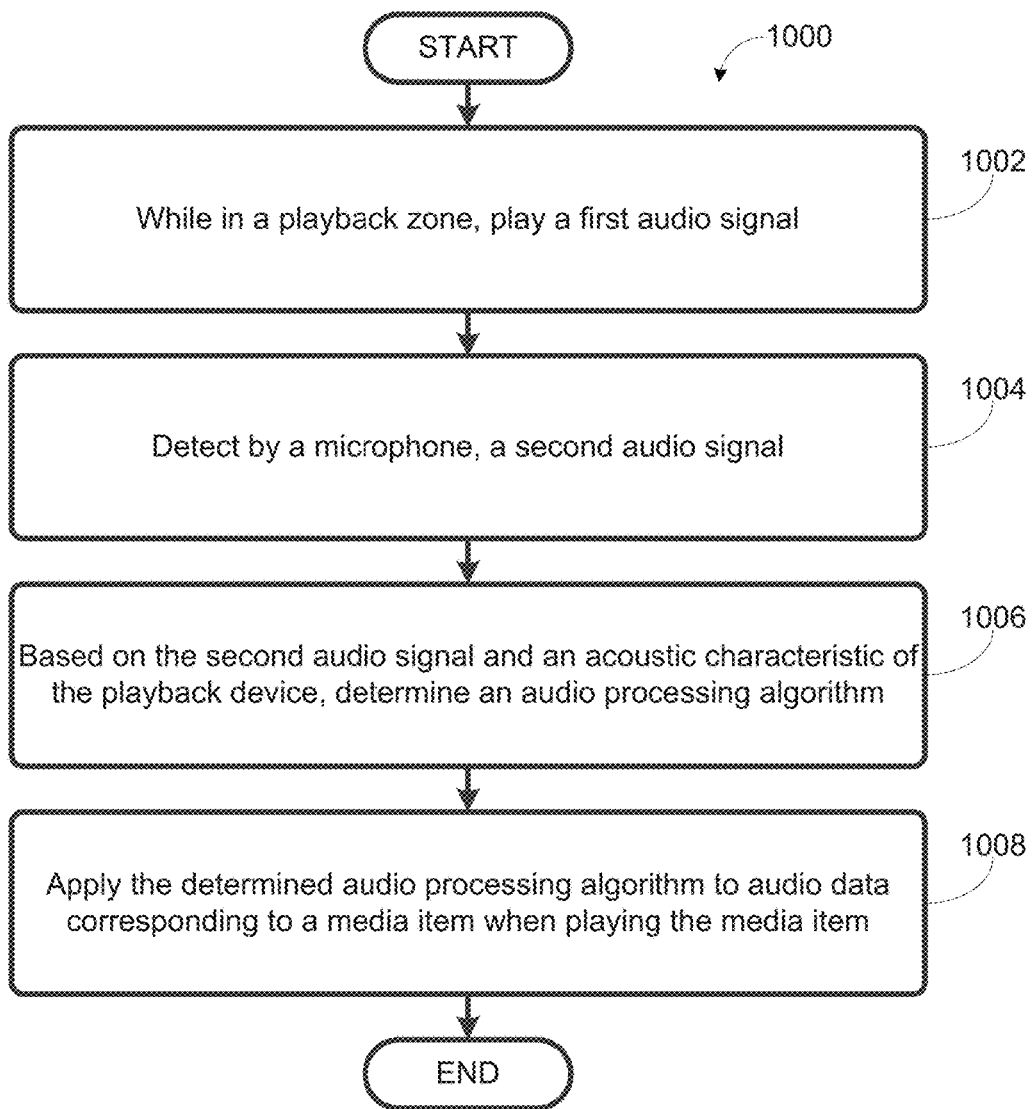 START
1000
While in a playback zone, play a first audio signal
1002
Detect by a microphone, a second audio signal
1004
Based on the second audio signal and an acoustic characteristic of
the playback device, determine an audio processing algorithm
1006
Apply the determined audio processing algorithm to audio data
corresponding to a media item when playing the media item
1008
END